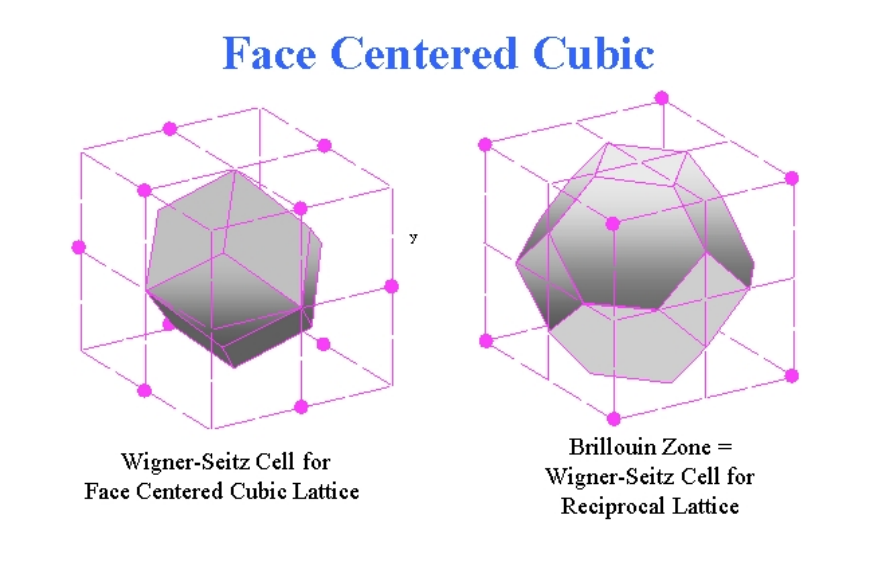 Face Centered Cubic
y
Wigner-Seitz Cell for
Face Centered Cubic Lattice
Brillouin Zone =
Wigner-Seitz Cell for
Reciprocal Lattice